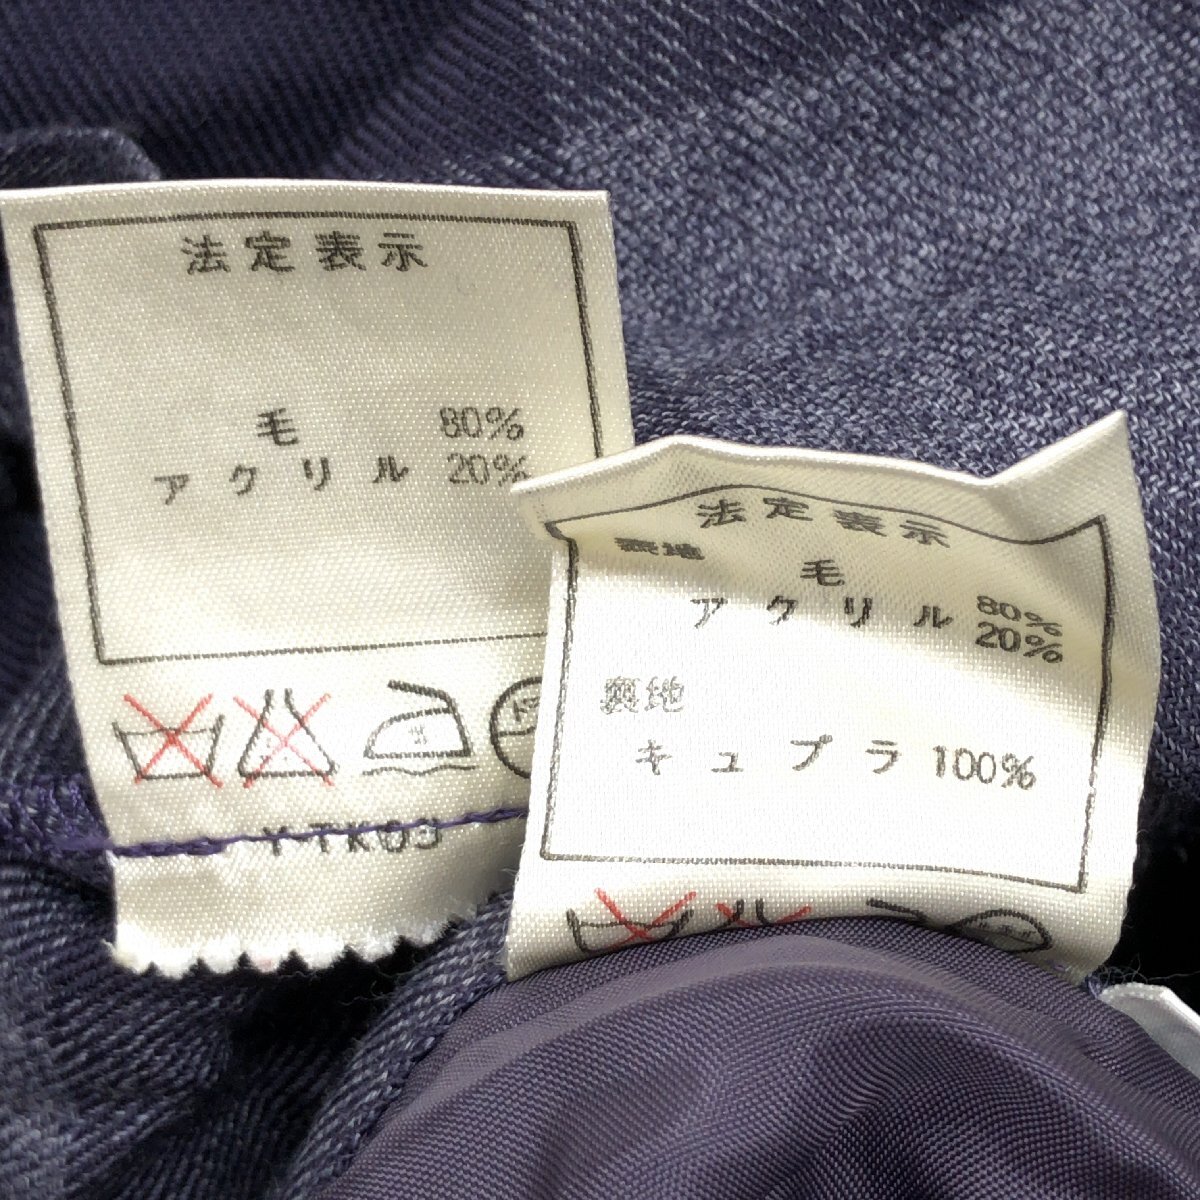 法定表示
毛 80%
アクリル 20%
Y-TK03
法定表示
表地
毛 80%
アクリル 20%
裏地
キュプラ 100%